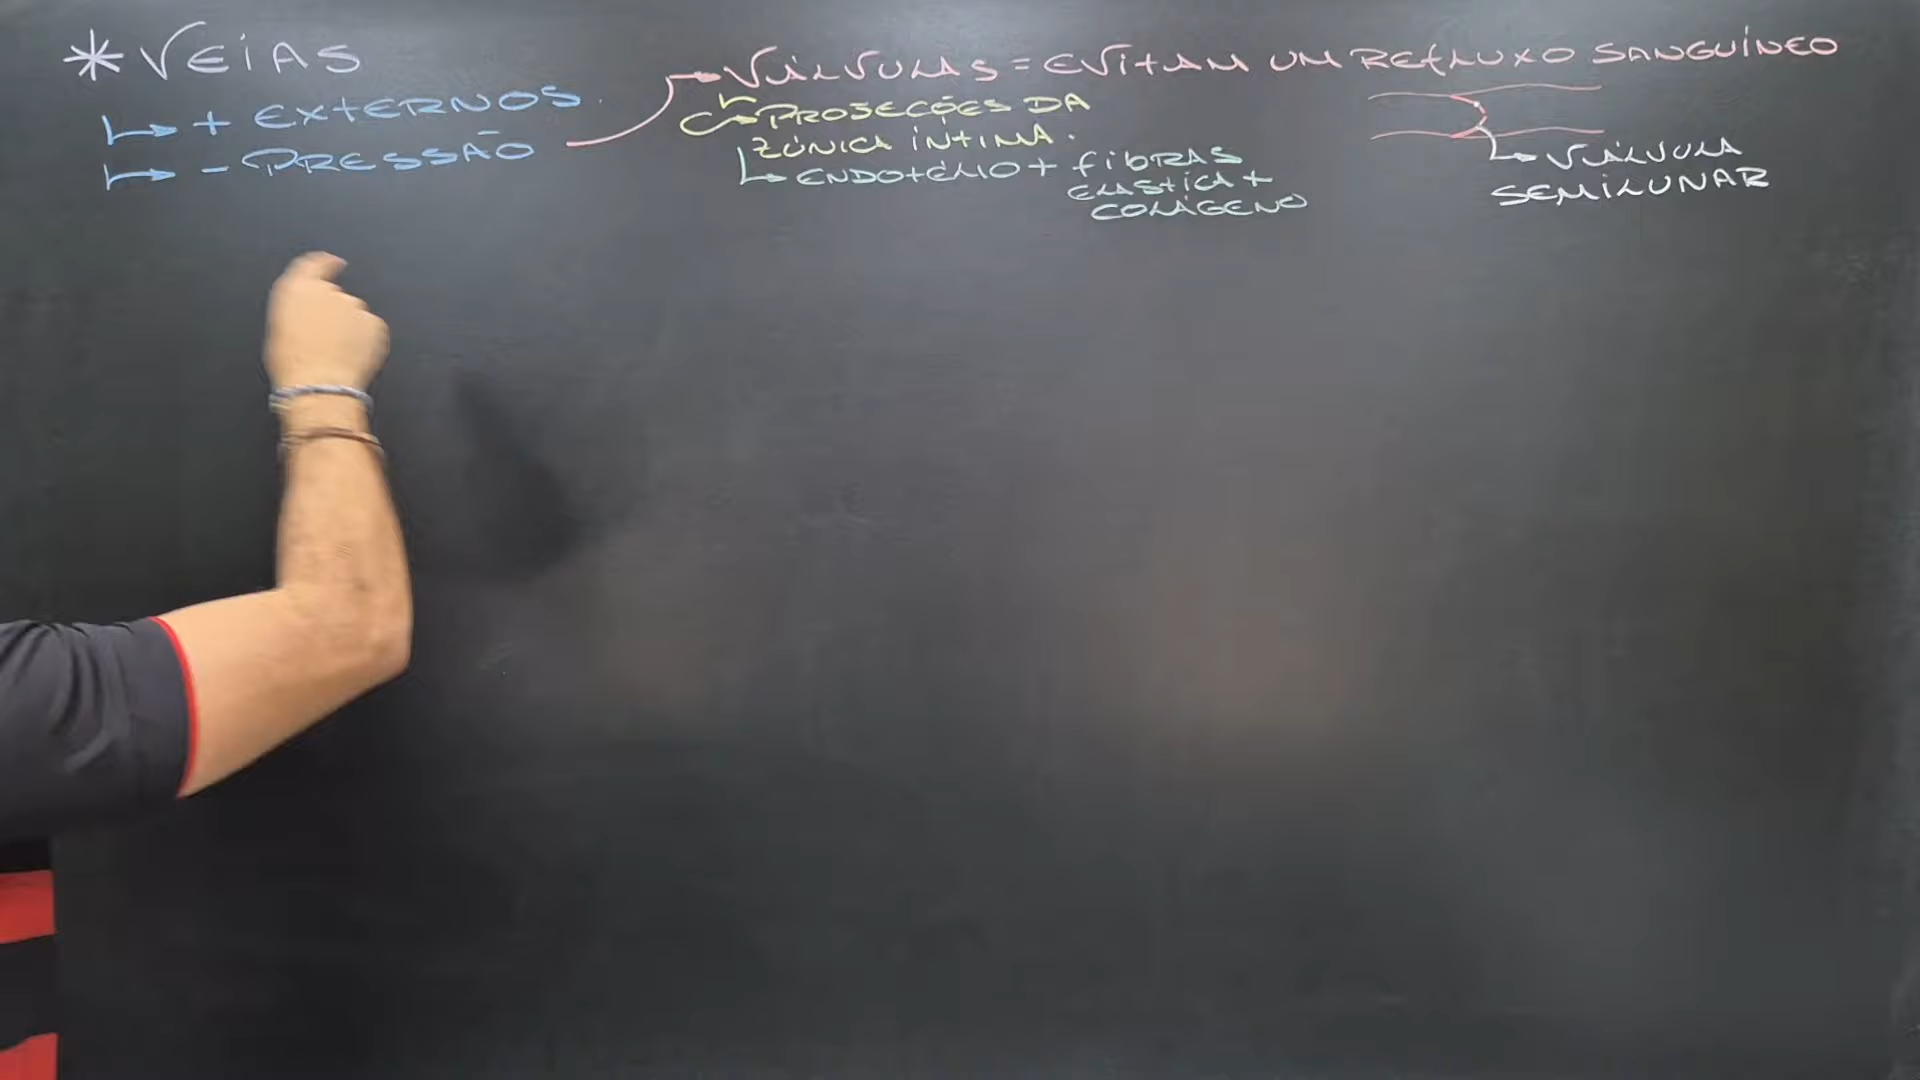 * VEIAS
↳ + EXTERNOS.
↳ - PRESSÃO
VÁLVULAS = EVITAM UM REFLUXO SANGUÍNEO
PROJEÇÕES DA
TÚNICA ÍNTIMA.
↳ ENDOTÉLIO + FIBRAS
ELÁSTICA +
COLÁGENO
↳ VÁLVULA
SEMILUNAR